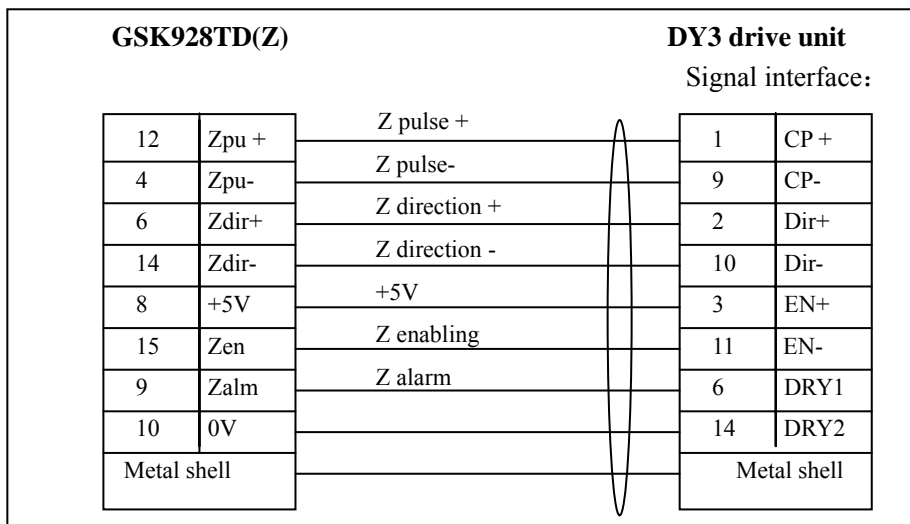 GSK928TD(Z) DY3 drive unit
Signal interface：
12 Zpu + Z pulse + 1 CP +
4 Zpu- Z pulse- 9 CP-
6 Zdir+ Z direction + 2 Dir+
14 Zdir- Z direction - 10 Dir-
8 +5V +5V 3 EN+
15 Zen Z enabling 11 EN-
9 Zalm Z alarm 6 DRY1
10 0V 14 DRY2
Metal shell Metal shell